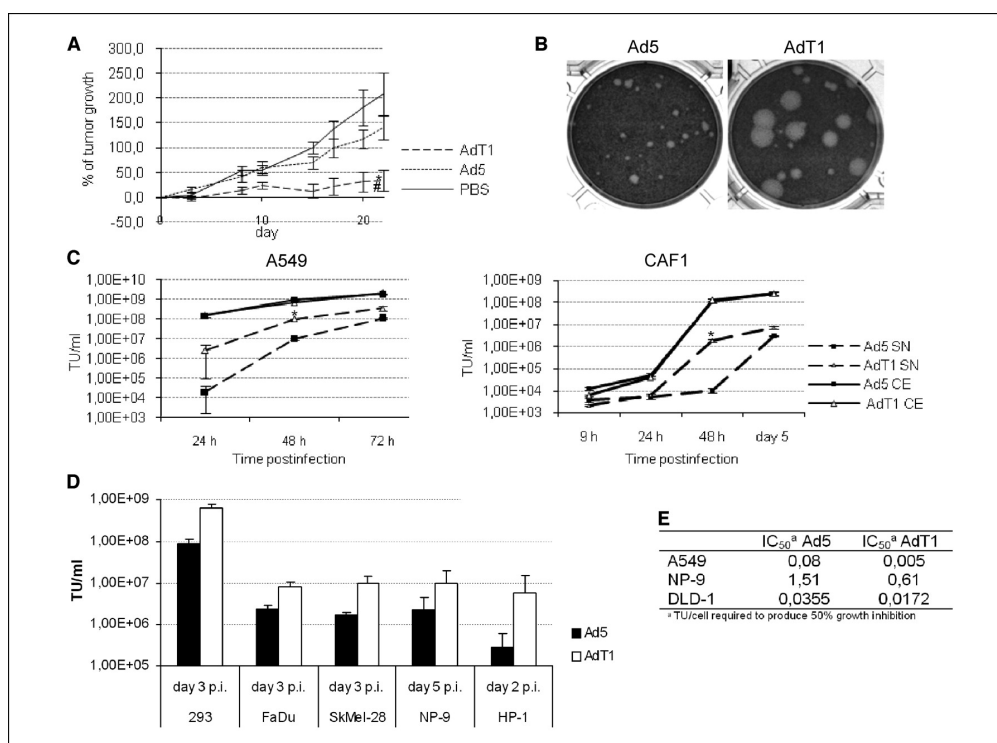 A
300,0
250,0
200,0
150,0
100,0
50,0
0,0
-50,0
% of tumor growth
0
10
20
day
*
#
AdT1
Ad5
PBS
B
Ad5
AdT1
C
A549
1,00E+10
1,00E+09
1,00E+08
1,00E+07
1,00E+06
1,00E+05
1,00E+04
1,00E+03
TU/ml
*
24 h 48 h 72 h
Time postinfection
CAF1
1,00E+09
1,00E+08
1,00E+07
1,00E+06
1,00E+05
1,00E+04
1,00E+03
TU/ml
*
9 h 24 h 48 h day 5
Time postinfection
Ad5 SN
AdT1 SN
Ad5 CE
AdT1 CE
D
1,00E+09
1,00E+08
1,00E+07
1,00E+06
1,00E+05
TU/ml
day 3 p.i. day 3 p.i. day 3 p.i. day 5 p.i. day 2 p.i.
293 FaDu SkMel-28 NP-9 HP-1
Ad5
AdT1
E
IC50a Ad5 IC50a AdT1
A549 0,08 0,005
NP-9 1,51 0,61
DLD-1 0,0355 0,0172
a TU/cell required to produce 50% growth inhibition